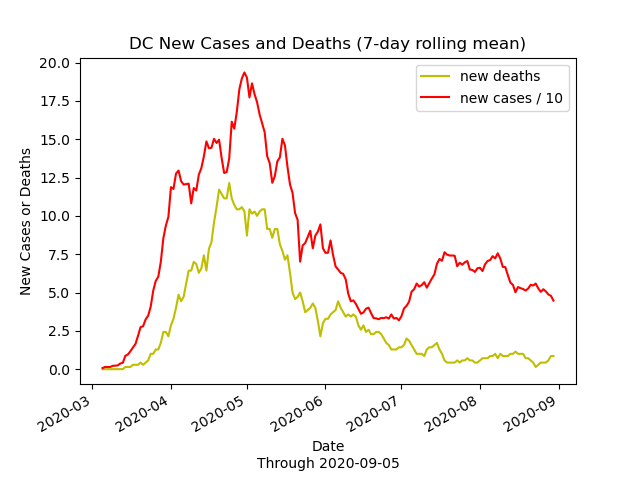 DC New Cases and Deaths (7-day rolling mean)
new deaths
new cases / 10
20.0
17.5
15.0
12.5
10.0
7.5
5.0
2.5
0.0
New Cases or Deaths
2020-03
2020-04
2020-05
2020-06
2020-07
2020-08
2020-09
Date
Through 2020-09-05